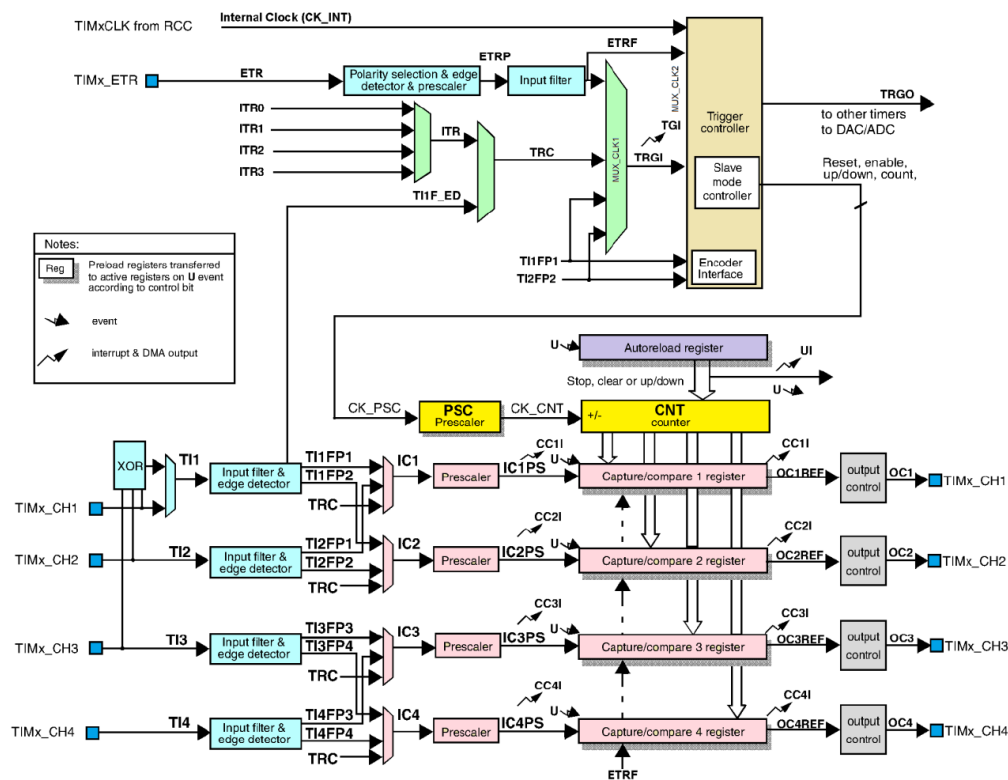 TIMxCLK from RCC
Internal Clock (CK_INT)
TIMx_ETR
ETR
Polarity selection & edge
detector & prescaler
ETRP
Input filter
ETRF
MUX_CLK2
Trigger
controller
TRGO
to other timers
to DAC/ADC
ITR0
ITR1
ITR2
ITR3
ITR
TRC
TI1F_ED
MUX_CLK1
TGI
TRGI
Slave
mode
controller
Reset, enable,
up/down, count,
TI1FP1
TI2FP2
Encoder
Interface
Notes:
Reg
Preload registers transferred
to active registers on U event
according to control bit
event
interrupt & DMA output
U
Autoreload register
UI
U
Stop, clear or up/down
CK_PSC
PSC
Prescaler
CK_CNT
+/-
CNT
counter
XOR
TI1
TIMx_CH1
Input filter &
edge detector
TI1FP1
TI1FP2
TRC
IC1
Prescaler
IC1PS
CC1I
U
Capture/compare 1 register
CC1I
OC1REF
output
control
OC1
TIMx_CH1
TIMx_CH2
TI2
Input filter &
edge detector
TI2FP1
TI2FP2
TRC
IC2
Prescaler
IC2PS
CC2I
U
Capture/compare 2 register
CC2I
OC2REF
output
control
OC2
TIMx_CH2
TIMx_CH3
TI3
Input filter &
edge detector
TI3FP3
TI3FP4
TRC
IC3
Prescaler
IC3PS
CC3I
U
Capture/compare 3 register
CC3I
OC3REF
output
control
OC3
TIMx_CH3
TIMx_CH4
TI4
Input filter &
edge detector
TI4FP3
TI4FP4
TRC
IC4
Prescaler
IC4PS
CC4I
U
Capture/compare 4 register
CC4I
OC4REF
output
control
OC4
TIMx_CH4
ETRF